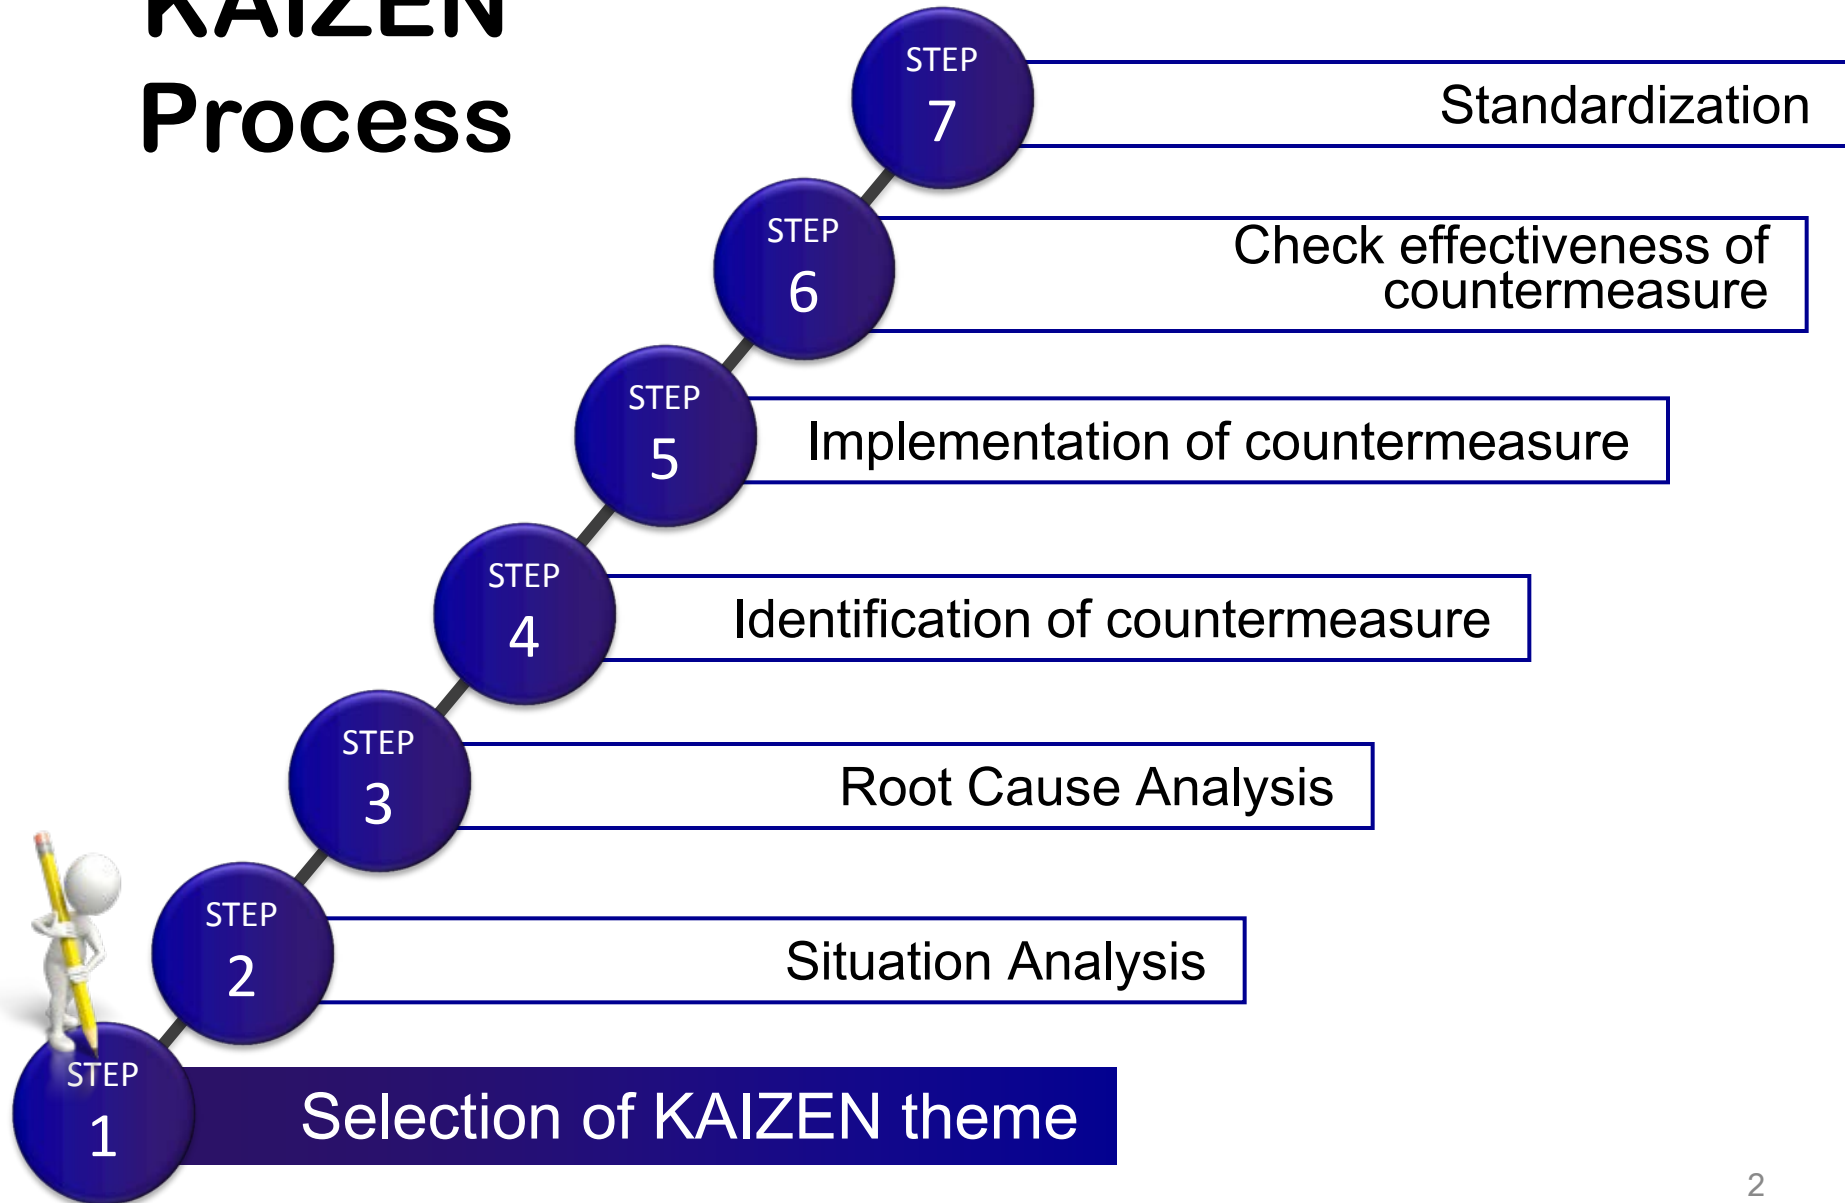 KAIZEN
Process
STEP
7
Standardization
STEP
6
Check effectiveness of
countermeasure
STEP
5
Implementation of countermeasure
STEP
4
Identification of countermeasure
STEP
3
Root Cause Analysis
STEP
2
Situation Analysis
STEP
1
Selection of KAIZEN theme
2